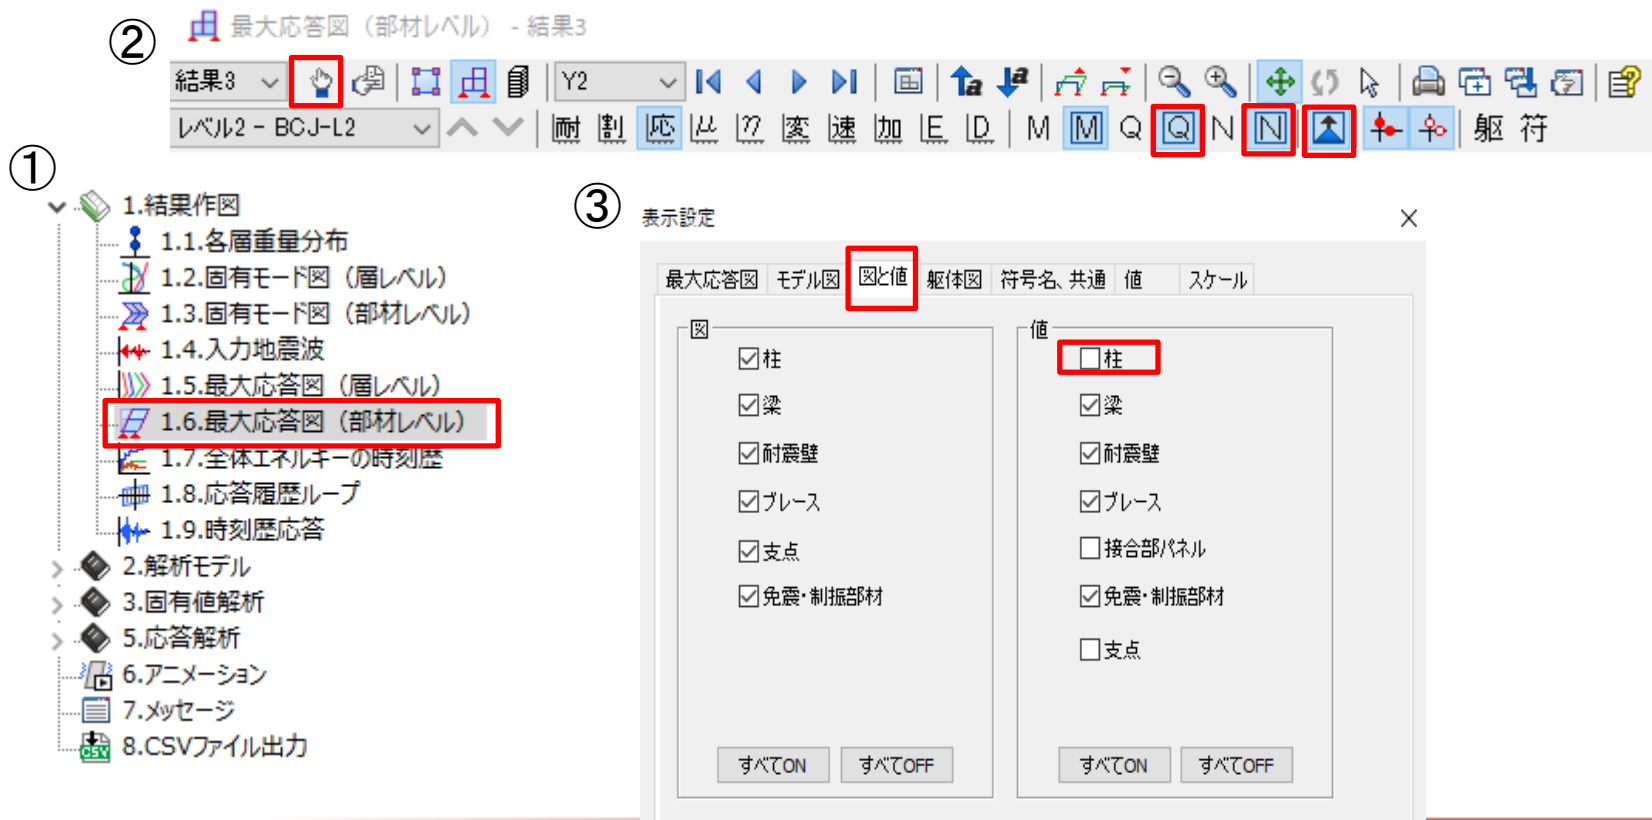 ②
最大応答図（部材レベル） - 結果3
結果3 Y2
レベル2 - BCJ-L2 耐 割 応 μ η 変 速 加 E D M M Q Q N N 躯 符
①
1.結果作図
1.1.各層重量分布
1.2.固有モード図（層レベル）
1.3.固有モード図（部材レベル）
1.4.入力地震波
1.5.最大応答図（層レベル）
1.6.最大応答図（部材レベル）
1.7.全体エネルギーの時刻歴
1.8.応答履歴ループ
1.9.時刻歴応答
2.解析モデル
3.固有値解析
5.応答解析
6.アニメーション
7.メッセージ
8.CSVファイル出力
③
表示設定
最大応答図 モデル図 図と値 躯体図 符号名、共通 値 スケール
図
柱
梁
耐震壁
ブレース
支点
免震・制振部材
すべてON すべてOFF
値
柱
梁
耐震壁
ブレース
接合部パネル
免震・制振部材
支点
すべてON すべてOFF